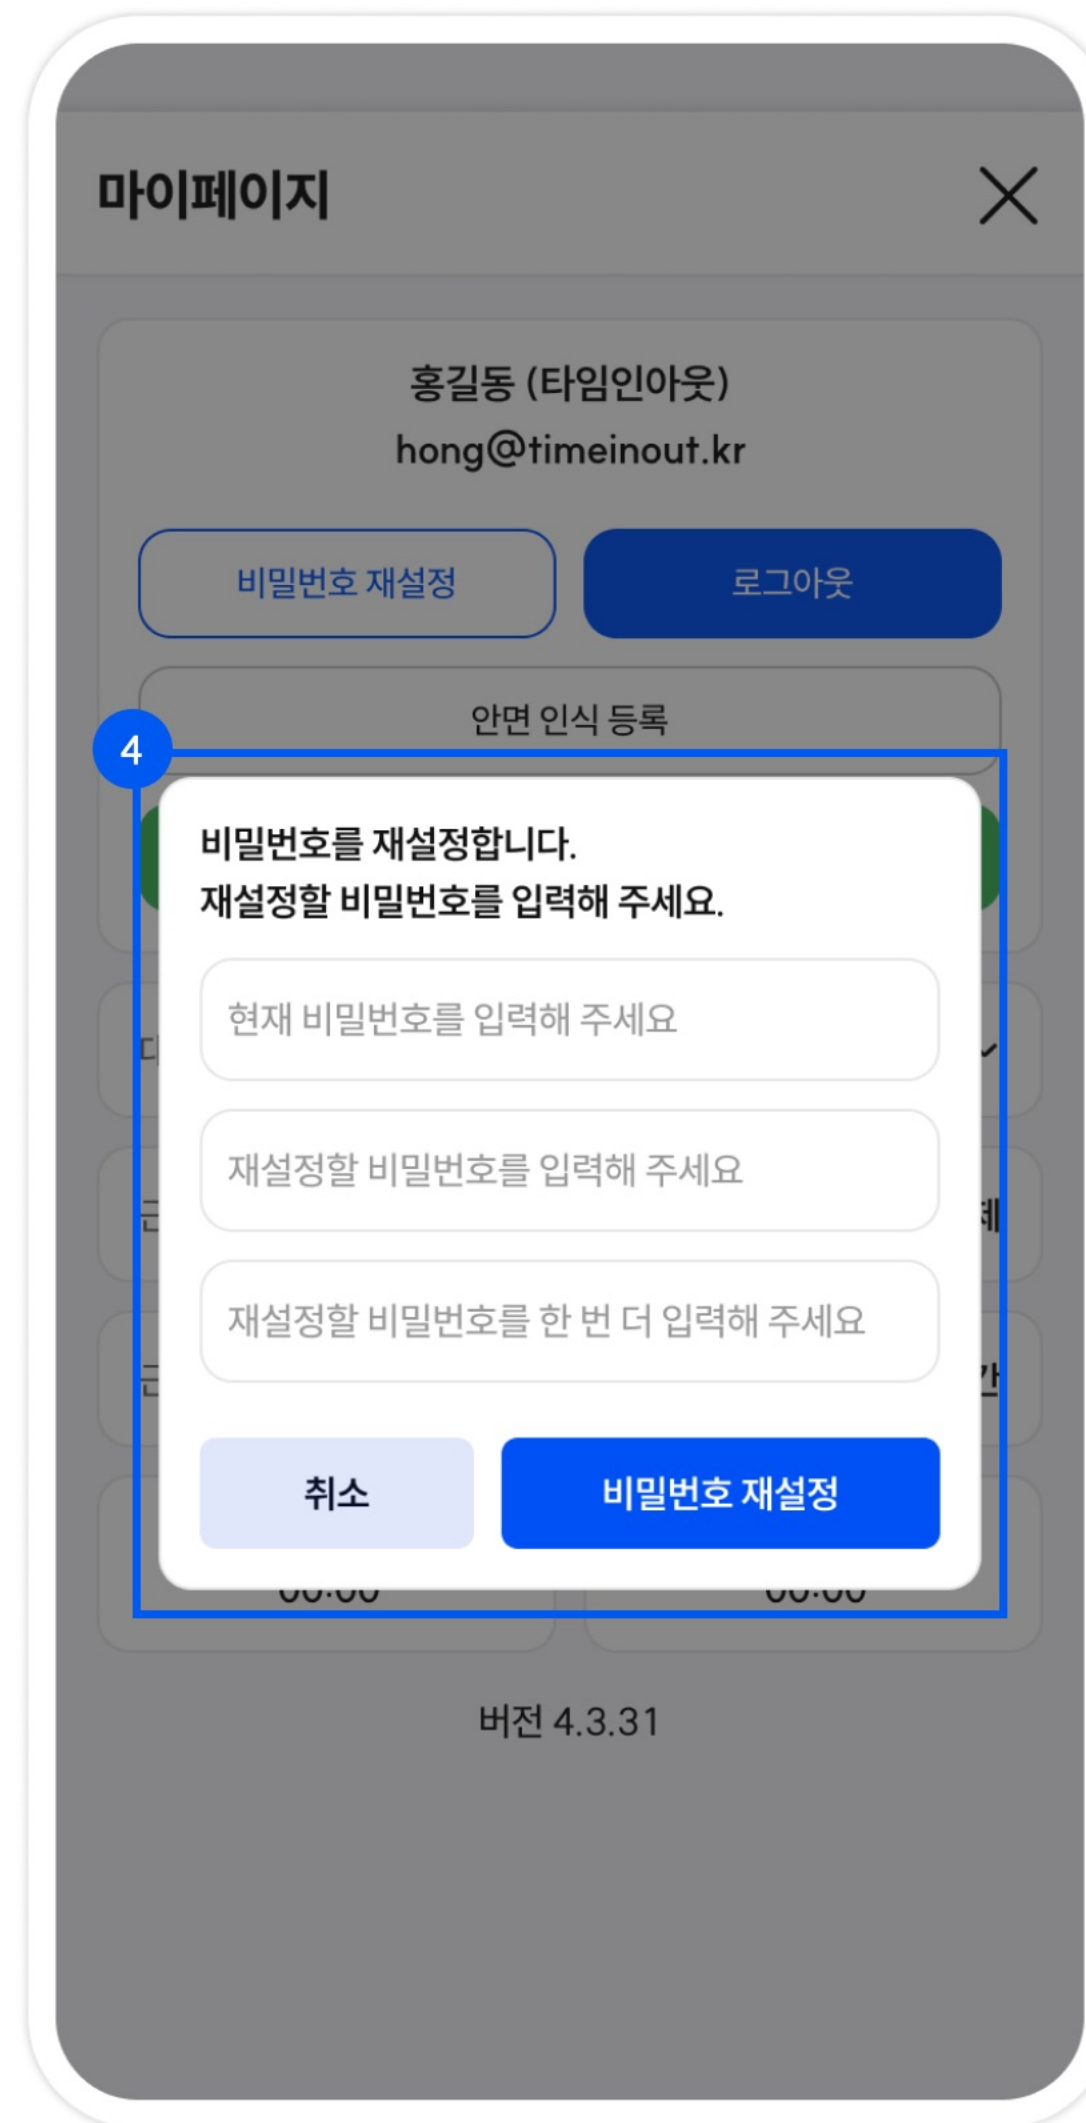 마이페이지
홍길동 (타임인아웃)
hong@timeinout.kr
비밀번호 재설정
로그아웃
안면 인식 등록
4
비밀번호를 재설정합니다.
재설정할 비밀번호를 입력해 주세요.
현재 비밀번호를 입력해 주세요
재설정할 비밀번호를 입력해 주세요
재설정할 비밀번호를 한 번 더 입력해 주세요
취소
비밀번호 재설정
00:00
00:00
버전 4.3.31